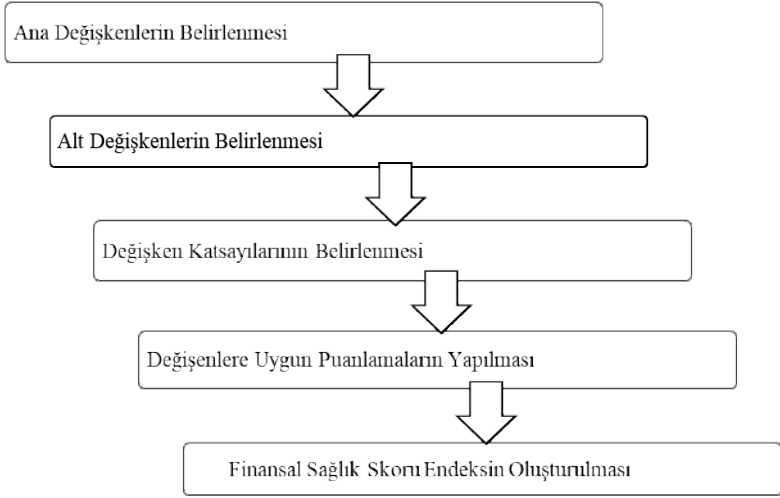 Ana Değişkenlerin Belirlenmesi
Alt Değişkenlerin Belirlenmesi
Değişken Katsayılarının Belirlenmesi
Değişenlere Uygun Puanlamaların Yapılması
Finansal Sağlık Skoru Endeksin Oluşturulması